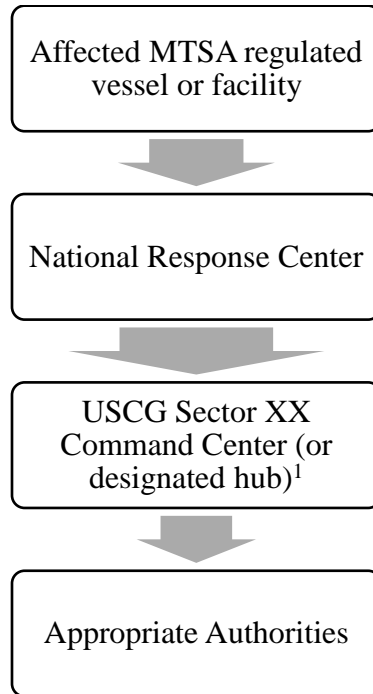 Affected MTSA regulated
vessel or facility
National Response Center
USCG Sector XX
Command Center (or
designated hub)¹
Appropriate Authorities